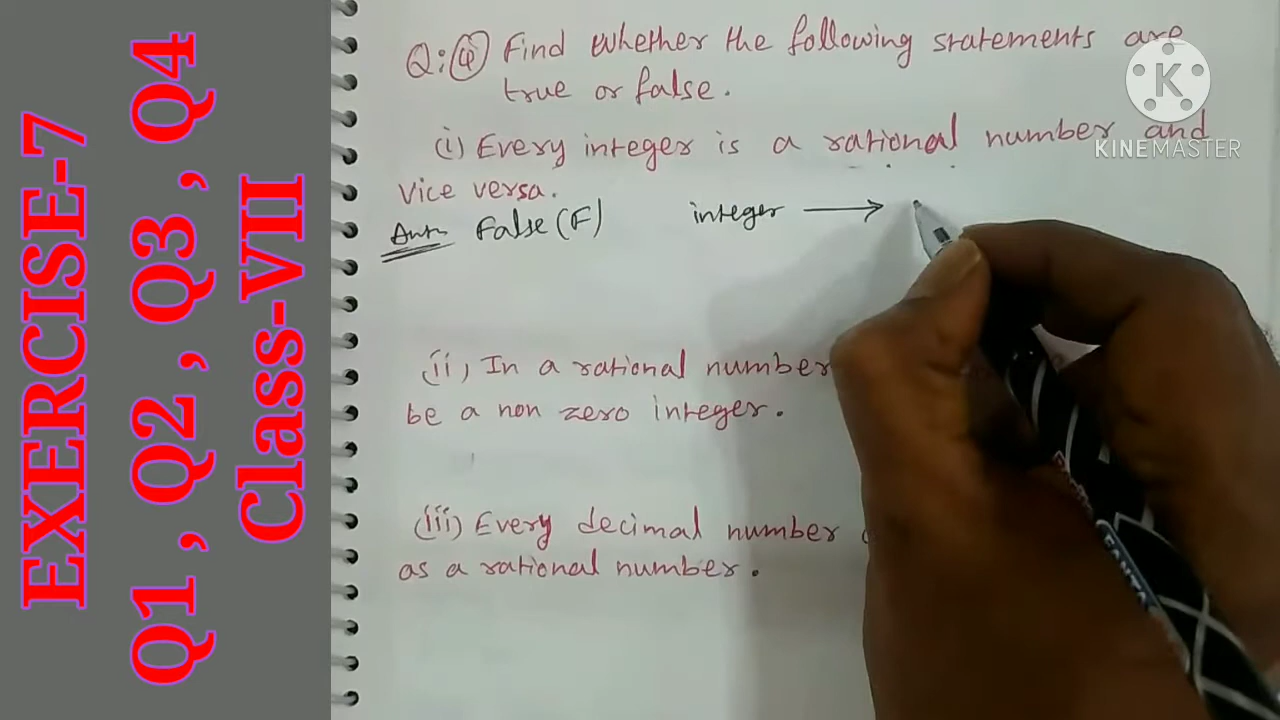 EXERCISE-7
Q1, Q2, Q3, Q4
Class-VII
Q:④ Find whether the following statements are
true or false.
(i) Every integer is a rational number and
vice versa.
Ans False (F) integer →
(ii) In a rational number
be a non zero integer.
(iii) Every decimal number
as a rational number.
K
KINEMASTER